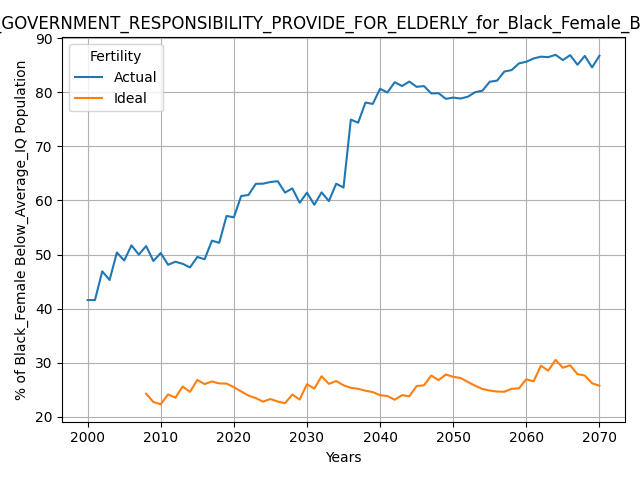 _GOVERNMENT_RESPONSIBILITY_PROVIDE_FOR_ELDERLY_for_Black_Female_B
Fertility
Actual
Ideal
% of Black_Female Below_Average_IQ Population
90
80
70
60
50
40
30
20
2000 2010 2020 2030 2040 2050 2060 2070
Years